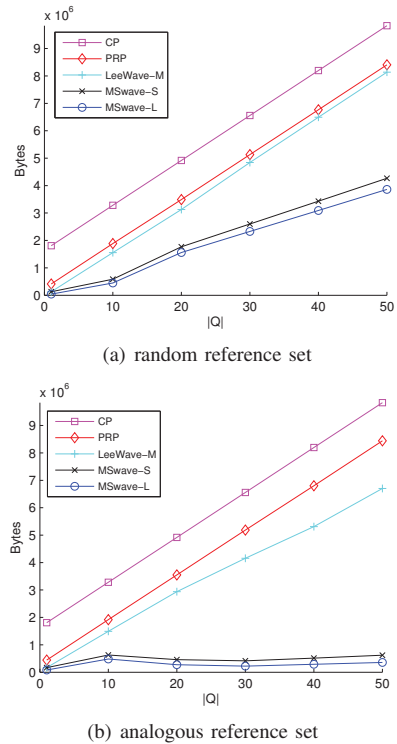 x 10^6
9
8
7
6
5
4
3
2
1
0
Bytes
CP
PRP
LeeWave-M
MSwave-S
MSwave-L
0 10 20 30 40 50
|Q|
(a) random reference set
x 10^6
9
8
7
6
5
4
3
2
1
0
Bytes
CP
PRP
LeeWave-M
MSwave-S
MSwave-L
0 10 20 30 40 50
|Q|
(b) analogous reference set